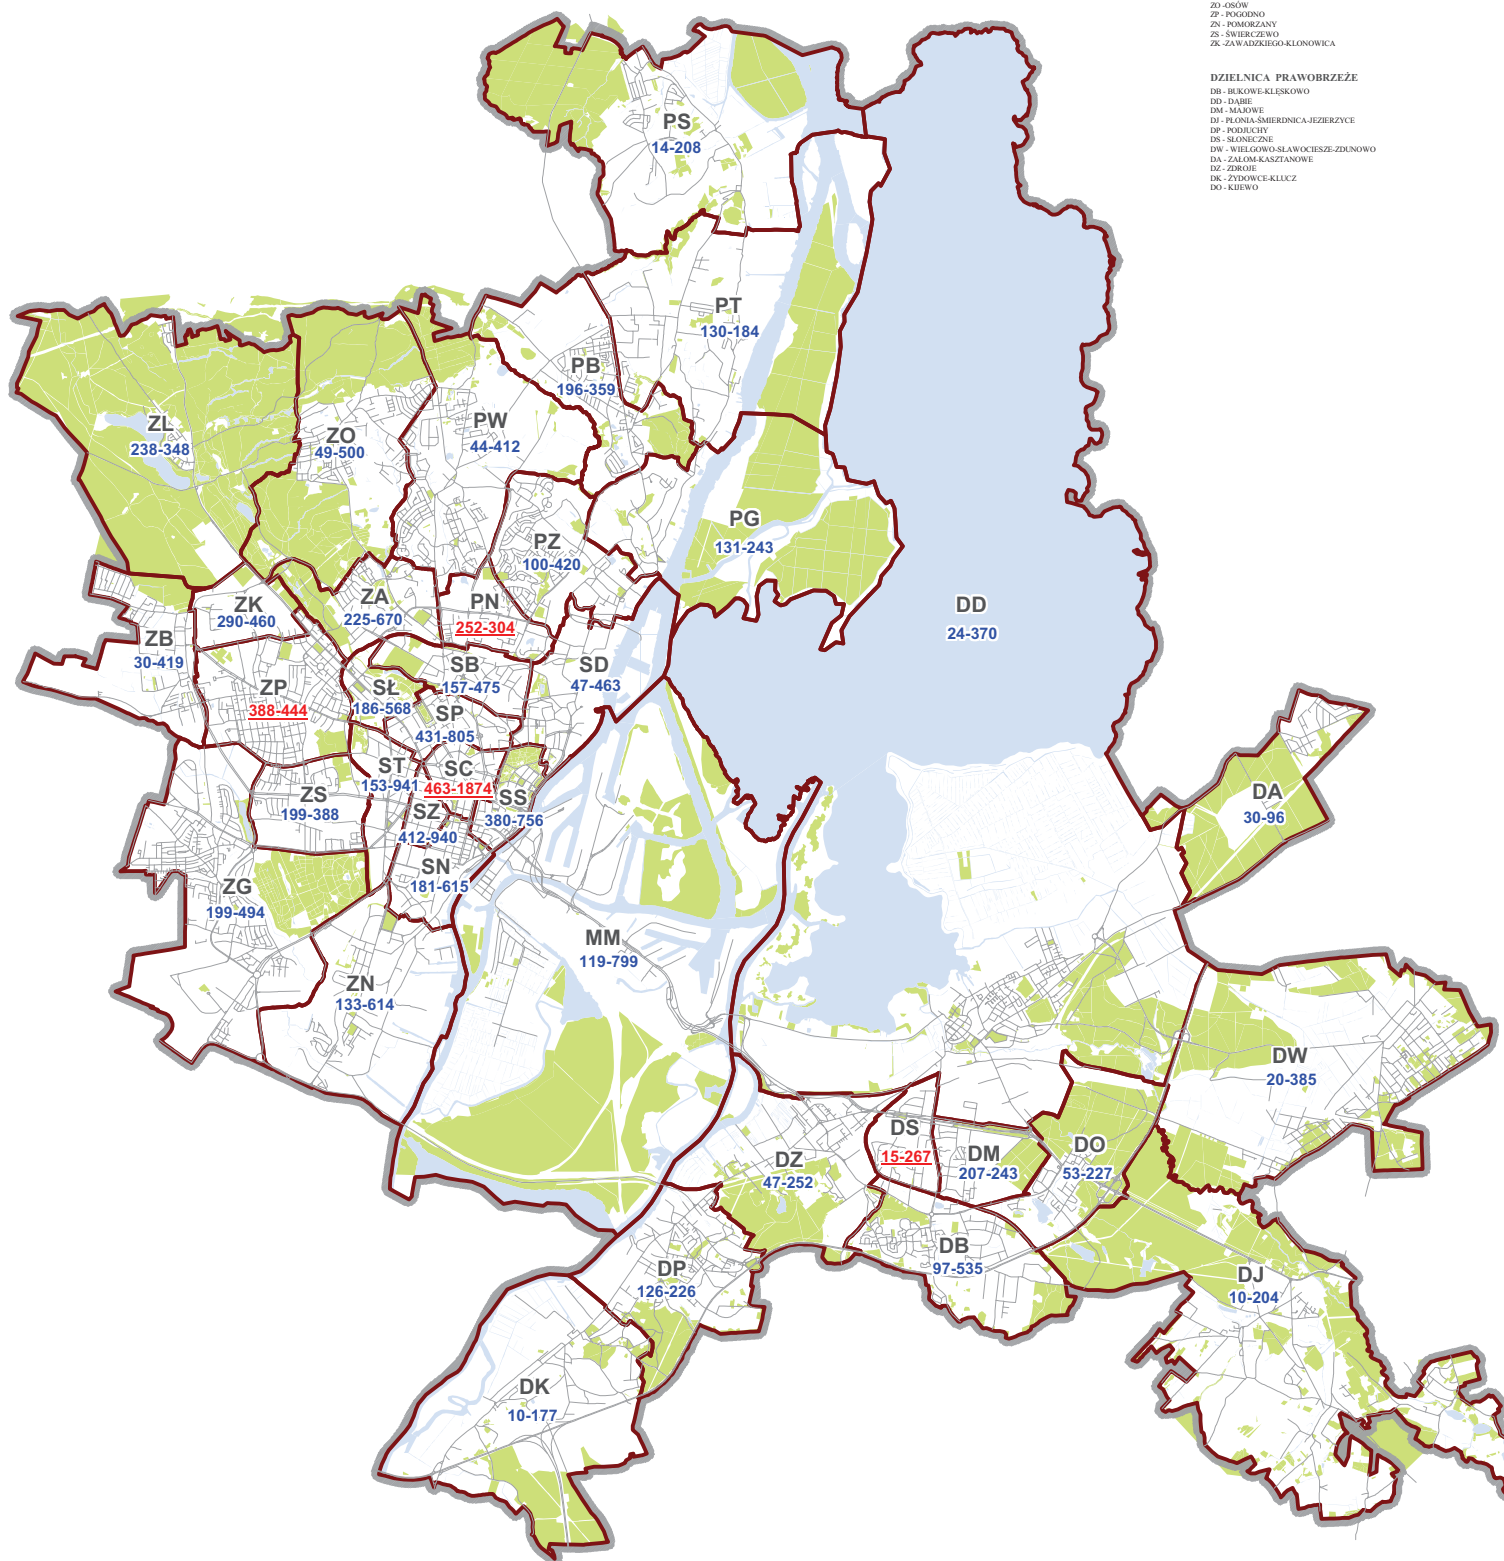 ZO -OSÓW
ZP - POGODNO
ZN - POMORZANY
ZS - ŚWIERCZEWO
ZK -ZAWADZKIEGO-KLONOWICA
DZIELNICA PRAWOBRZEŻE
DB - BUKOWE-KLĘSKOWO
DD - DĄBIE
DM - MAJOWE
DJ - PŁONIA-ŚMIERDNICA-JEZIERZYCE
DP - PODJUCHY
DS - SŁONECZNE
DW - WIELGOWO-SŁAWOCIESZE-ZDUNOWO
DA - ZAŁOM-KASZTANOWE
DZ - ZDROJE
DK - ŻYDOWCE-KLUCZ
DO - KIJEWO
PS
14-208
PT
130-184
PB
196-359
PW
44-412
ZL
238-348
ZO
49-500
PG
131-243
PZ
100-420
ZA
225-670
PN
252-304
ZK
290-460
DD
24-370
ZB
30-419
SB
157-475
SD
47-463
ZP
388-444
SŁ
186-568
SP
431-805
ST
153-941
SC
463-1874
ZS
199-388
SS
380-756
DA
30-96
SZ
412-940
SN
181-615
ZG
199-494
MM
119-799
ZN
133-614
DW
20-385
DS
15-267
DM
207-243
DO
53-227
DZ
47-252
DB
97-535
DP
126-226
DJ
10-204
DK
10-177